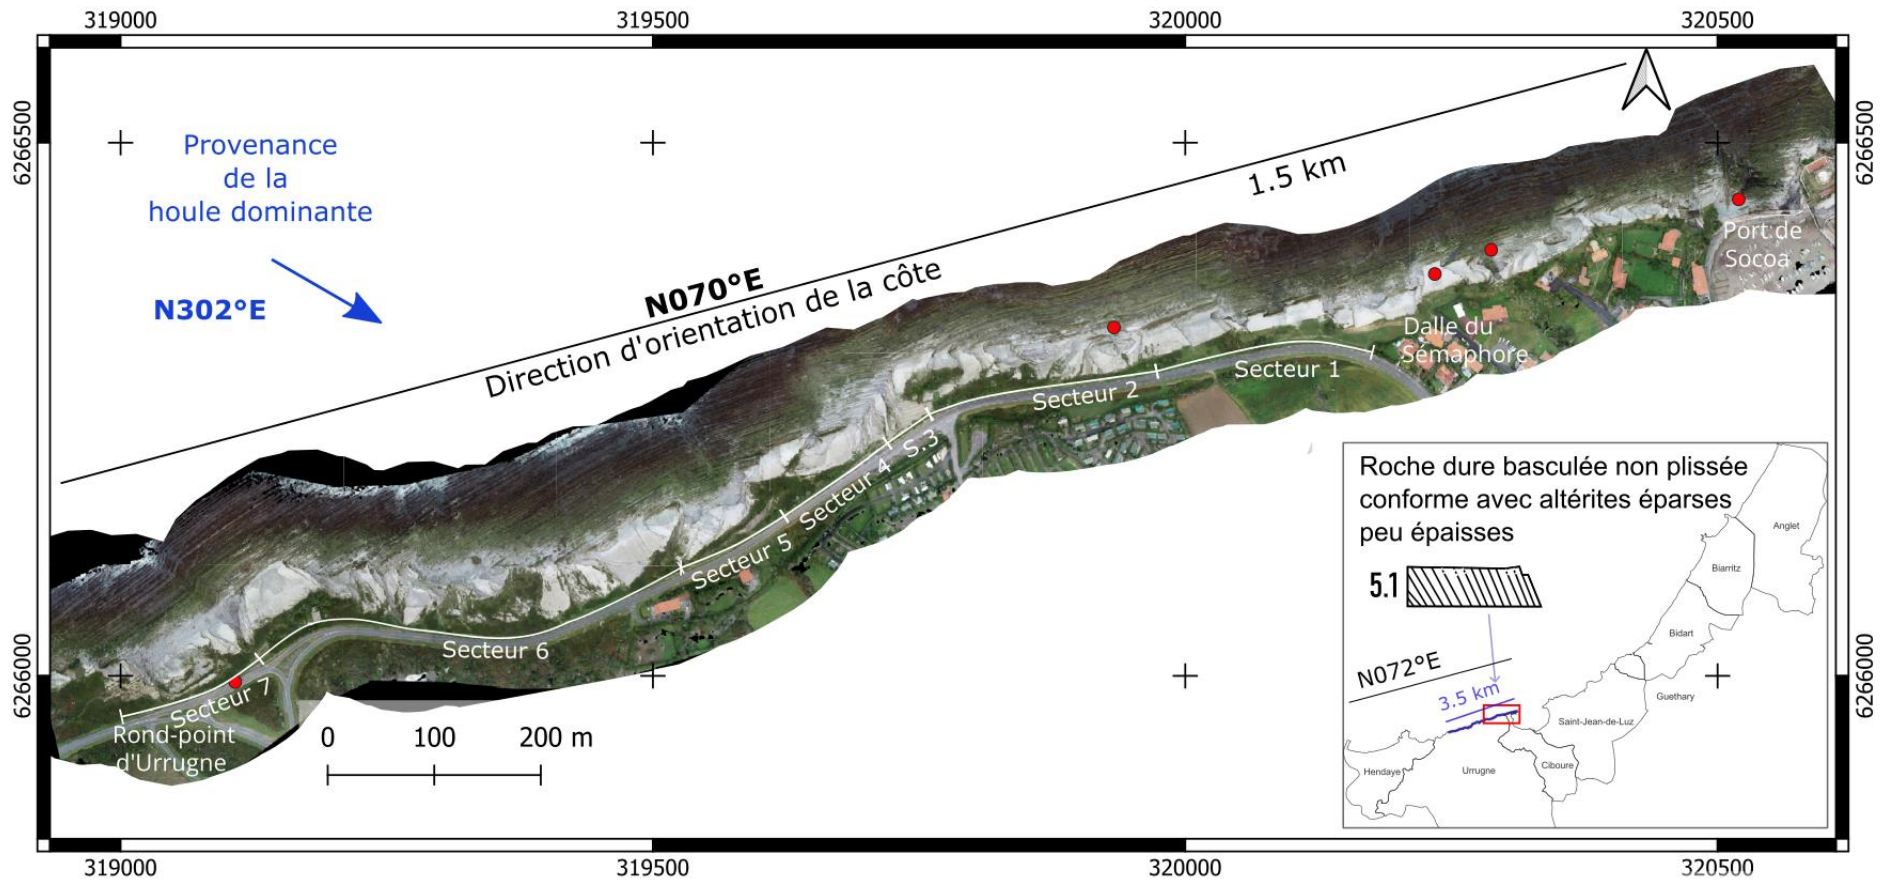 319000
319500
320000
320500
6266500
6266500
Provenance
de la
houle dominante
N302°E
N070°E
Direction d'orientation de la côte
1.5 km
Port de
Socoa
Dalle du
Sémaphore
Secteur 1
Secteur 2
S.3
Secteur 4
Secteur 5
Secteur 6
Secteur 7
Rond-point
d'Urrugne
0 100 200 m
Roche dure basculée non plissée
conforme avec altérites éparses
peu épaisses
5.1
N072°E
3.5 km
Anglet
Biarritz
Bidart
Guethary
Saint-Jean-de-Luz
Ciboure
Urrugne
Hendaye
6266000
6266000
319000
319500
320000
320500